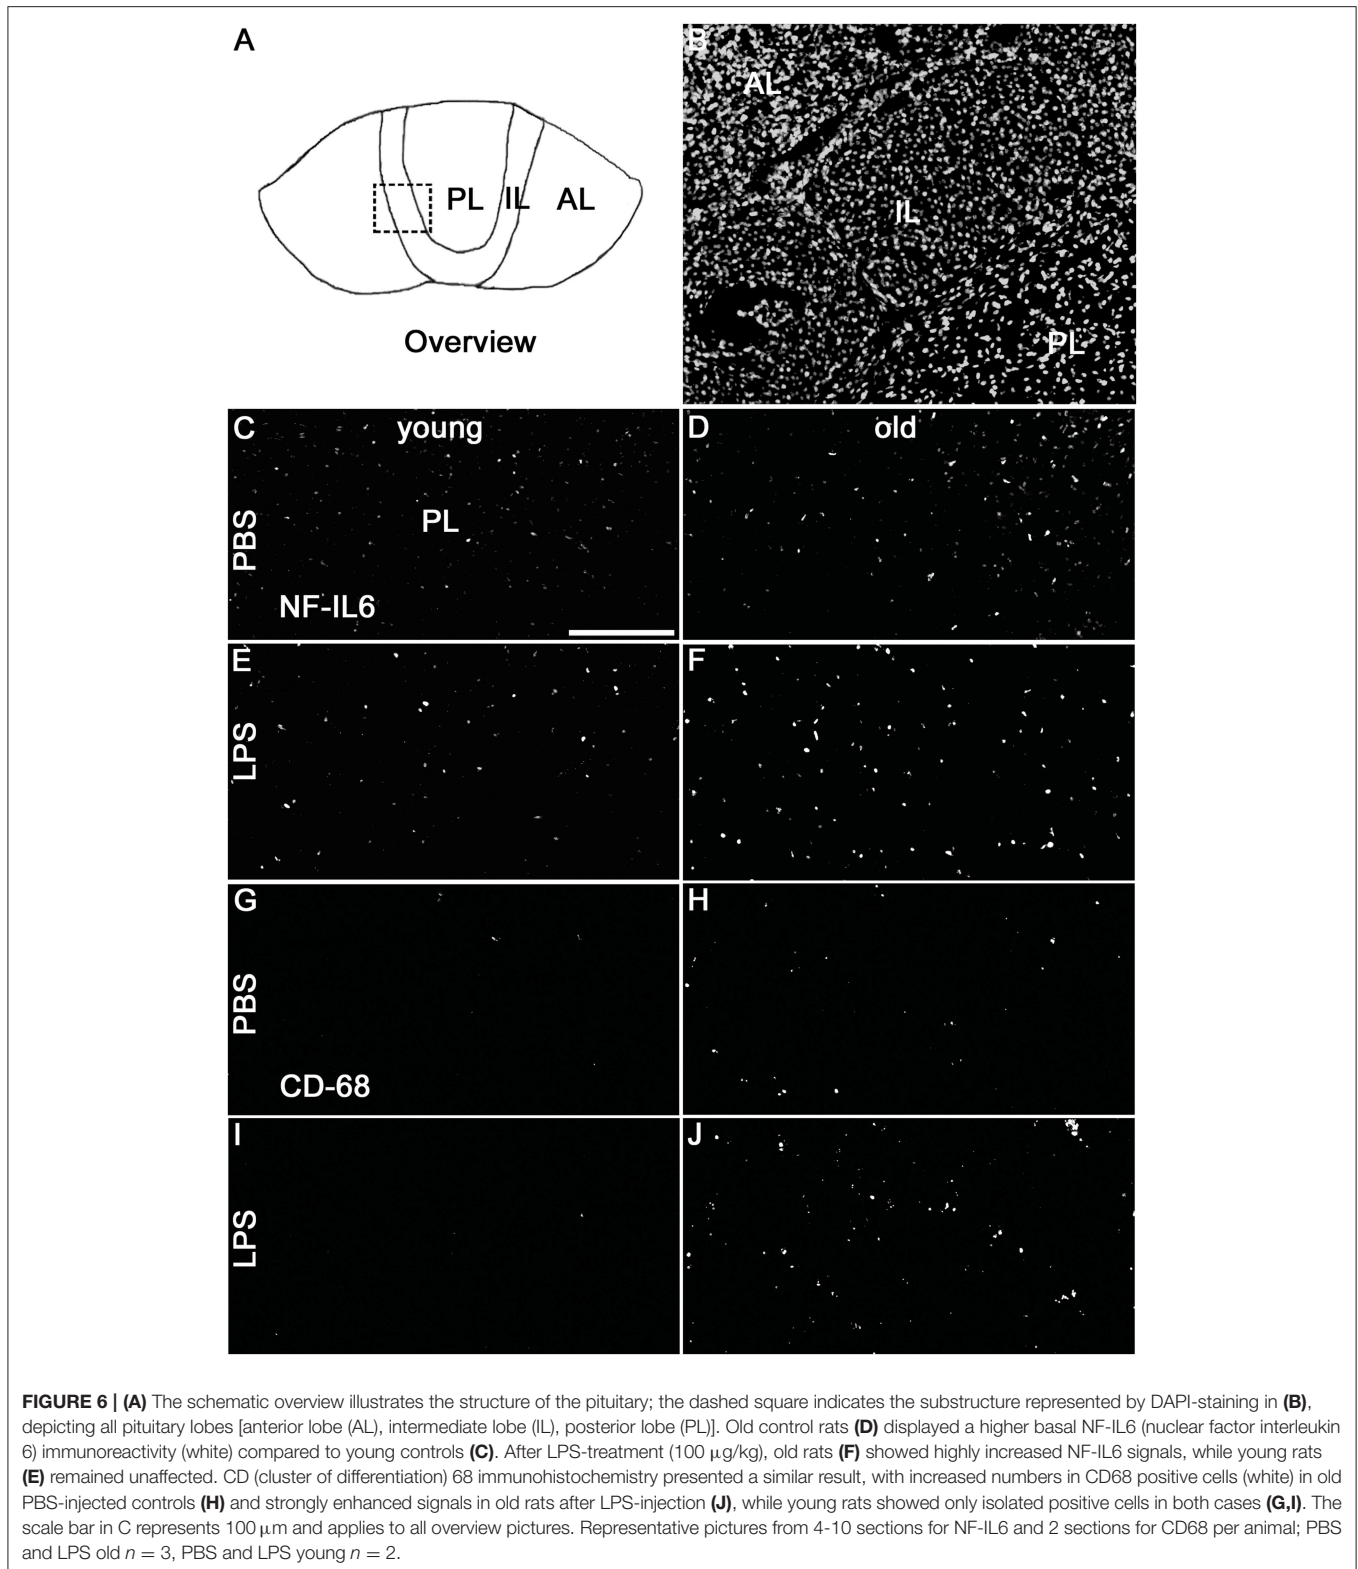 A
B
AL
PL IL AL
IL
PL
Overview
C young
D old
PBS
PL
NF-IL6
E
F
LPS
G
H
PBS
CD-68
I
J
LPS
FIGURE 6 | (A) The schematic overview illustrates the structure of the pituitary; the dashed square indicates the substructure represented by DAPI-staining in (B),
depicting all pituitary lobes [anterior lobe (AL), intermediate lobe (IL), posterior lobe (PL)]. Old control rats (D) displayed a higher basal NF-IL6 (nuclear factor interleukin
6) immunoreactivity (white) compared to young controls (C). After LPS-treatment (100 μg/kg), old rats (F) showed highly increased NF-IL6 signals, while young rats
(E) remained unaffected. CD (cluster of differentiation) 68 immunohistochemistry presented a similar result, with increased numbers in CD68 positive cells (white) in old
PBS-injected controls (H) and strongly enhanced signals in old rats after LPS-injection (J), while young rats showed only isolated positive cells in both cases (G,I). The
scale bar in C represents 100 μm and applies to all overview pictures. Representative pictures from 4-10 sections for NF-IL6 and 2 sections for CD68 per animal; PBS
and LPS old n = 3, PBS and LPS young n = 2.